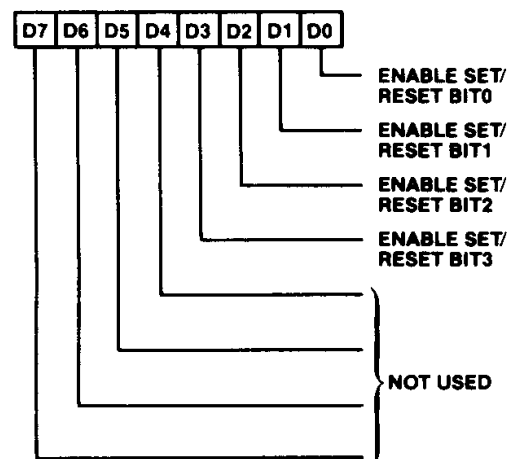 D7 D6 D5 D4 D3 D2 D1 D0
ENABLE SET/
RESET BIT0
ENABLE SET/
RESET BIT1
ENABLE SET/
RESET BIT2
ENABLE SET/
RESET BIT3
NOT USED